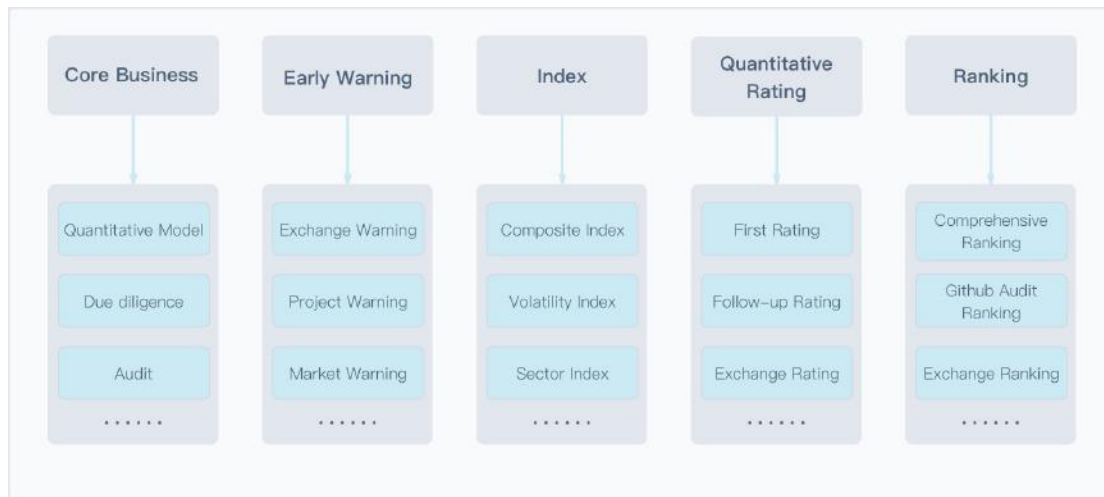 Core Business
Early Warning
Index
Quantitative
Rating
Ranking
Quantitative Model
Due diligence
Audit
......
Exchange Warning
Project Warning
Market Warning
......
Composite Index
Volatility Index
Sector Index
......
First Rating
Follow-up Rating
Exchange Rating
......
Comprehensive
Ranking
Github Audit
Ranking
Exchange Ranking
......